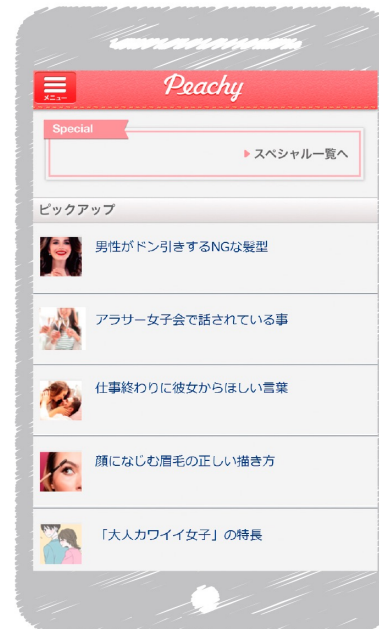 Peachy
メニュー
Special
スペシャル一覧へ
ピックアップ
男性がドン引きするNGな髪型
アラサー女子会で話されている事
仕事終わりに彼女からほしい言葉
顔になじむ眉毛の正しい描き方
「大人カワイイ女子」の特長